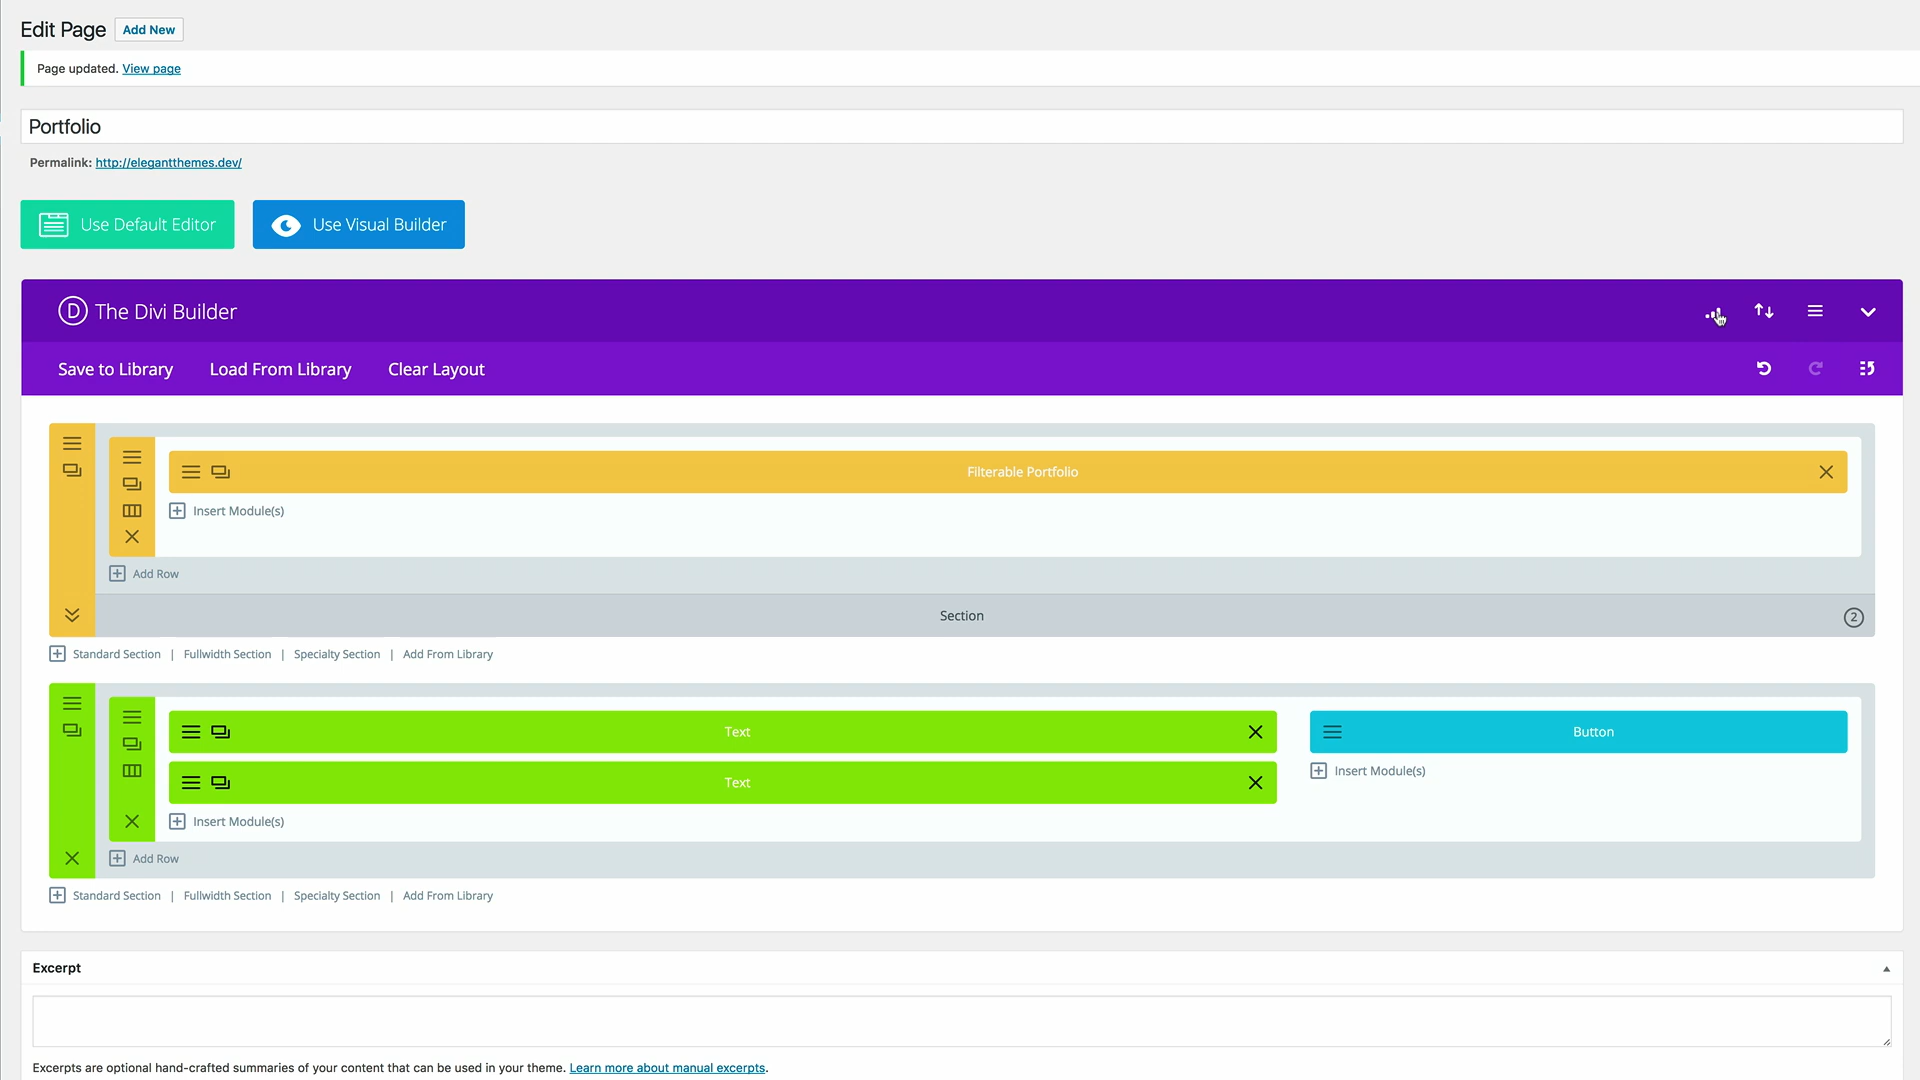 Edit Page Add New
Page updated. View page
Portfolio
Permalink: http://elegantthemes.dev/
Use Default Editor Use Visual Builder
D The Divi Builder
Save to Library Load From Library Clear Layout
Filterable Portfolio
Insert Module(s)
Add Row
Section 2
Standard Section | Fullwidth Section | Specialty Section | Add From Library
Text Button
Insert Module(s)
Text
Insert Module(s)
Add Row
Standard Section | Fullwidth Section | Specialty Section | Add From Library
Excerpt
Excerpts are optional hand-crafted summaries of your content that can be used in your theme. Learn more about manual excerpts.